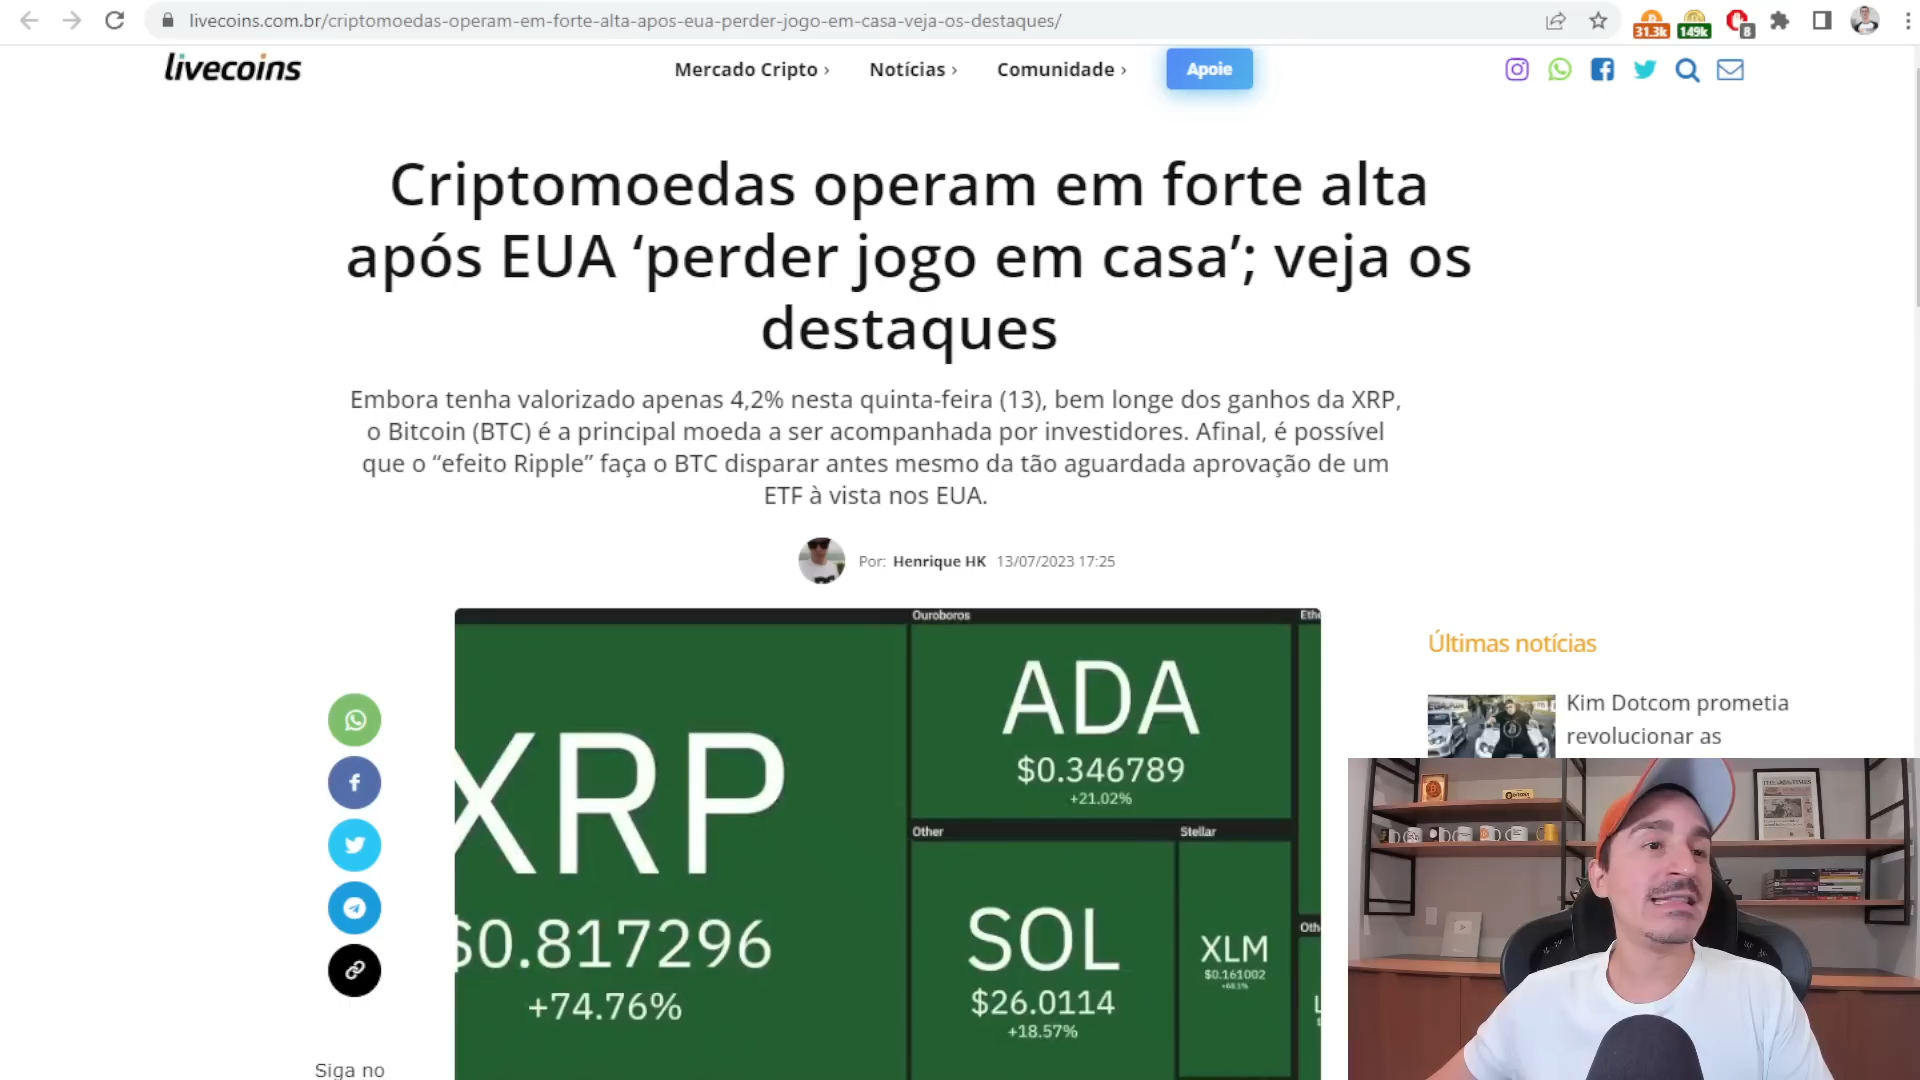 livecoins.com.br/criptomoedas-operam-em-forte-alta-apos-eua-perder-jogo-em-casa-veja-os-destaques/
31.3k
149k
8
livecoins
Mercado Cripto ›
Notícias ›
Comunidade ›
Apoie
Criptomoedas operam em forte alta
após EUA ‘perder jogo em casa’; veja os
destaques
Embora tenha valorizado apenas 4,2% nesta quinta-feira (13), bem longe dos ganhos da XRP,
o Bitcoin (BTC) é a principal moeda a ser acompanhada por investidores. Afinal, é possível
que o “efeito Ripple” faça o BTC disparar antes mesmo da tão aguardada aprovação de um
ETF à vista nos EUA.
Por: Henrique HK 13/07/2023 17:25
XRP
$0.817296
+74.76%
Ouroboros
ADA
$0.346789
+21.02%
Other
SOL
$26.0114
+18.57%
Stellar
XLM
$0.161002
Últimas notícias
Kim Dotcom prometia
revolucionar as
Siga no